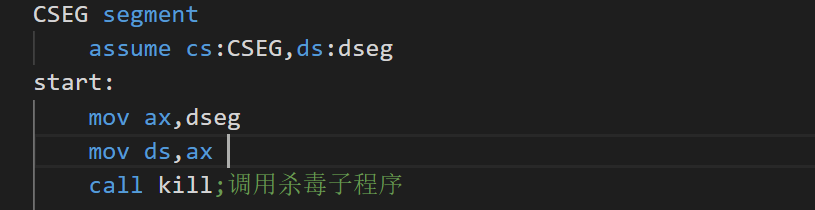 CSEG segment
assume cs:CSEG,ds:dseg
start:
mov ax,dseg
mov ds,ax
call kill;调用杀毒子程序